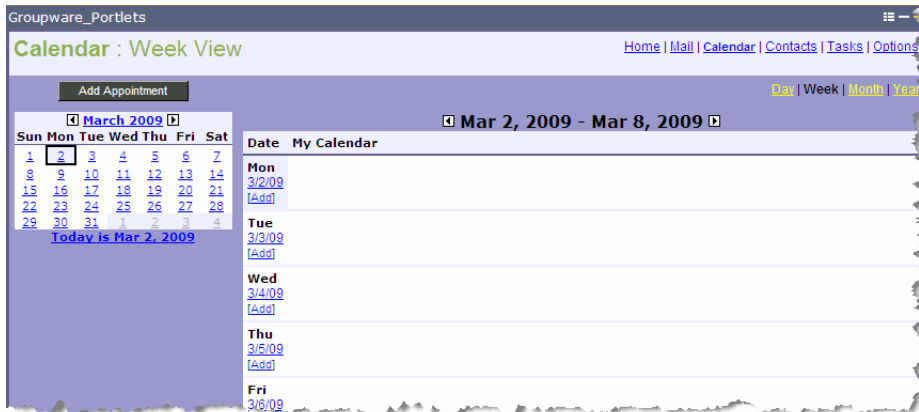 Groupware_Portlets
Calendar : Week View
Home | Mail | Calendar | Contacts | Tasks | Options
Add Appointment
Day | Week | Month | Year
March 2009
Sun Mon Tue Wed Thu Fri Sat
1 2 3 4 5 6 7
8 9 10 11 12 13 14
15 16 17 18 19 20 21
22 23 24 25 26 27 28
29 30 31 1 2 3 4
Today is Mar 2, 2009
Mar 2, 2009 - Mar 8, 2009
Date My Calendar
Mon
3/2/09
[Add]
Tue
3/3/09
[Add]
Wed
3/4/09
[Add]
Thu
3/5/09
[Add]
Fri
3/6/09